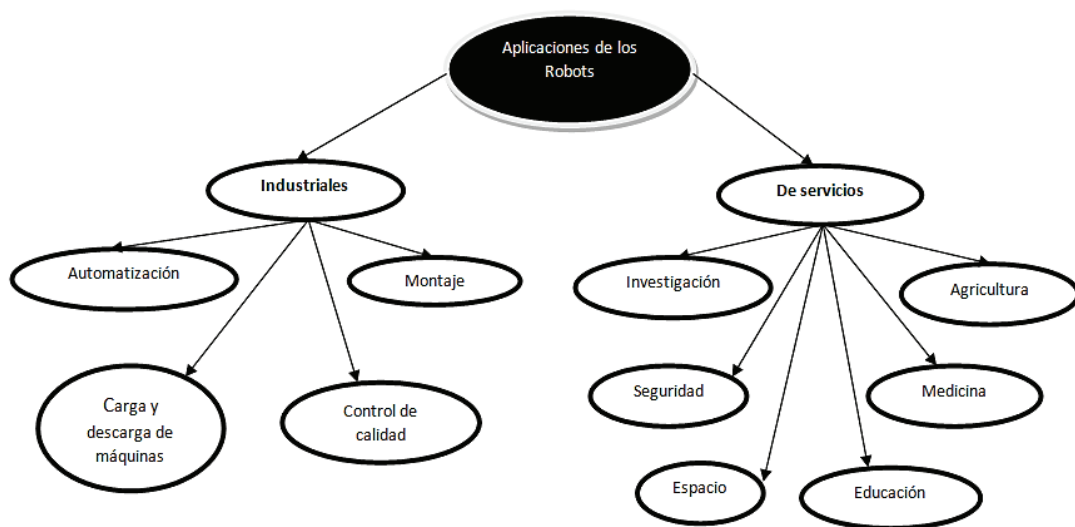 Aplicaciones de los
Robots
Industriales
De servicios
Automatización
Montaje
Investigación
Agricultura
Carga y
descarga de
máquinas
Control de
calidad
Seguridad
Medicina
Espacio
Educación